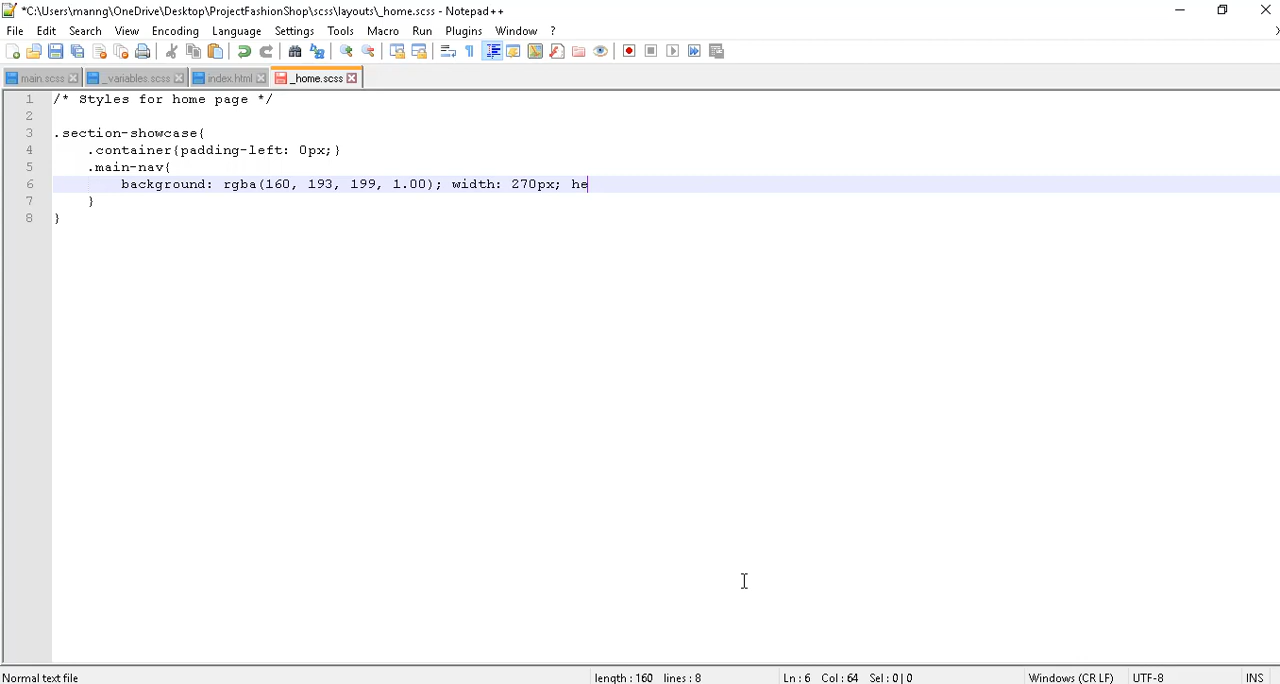 *C:\Users\manng\OneDrive\Desktop\ProjectFashionShop\scss\layouts\_home.scss - Notepad++
File Edit Search View Encoding Language Settings Tools Macro Run Plugins Window ?
main.scss _variables.scss index.html _home.scss
1 /* Styles for home page */
2
3 .section-showcase{
4 .container{padding-left: 0px;}
5 .main-nav{
6 background: rgba(160, 193, 199, 1.00); width: 270px; he
7 }
8 }
Normal text file length : 160 lines : 8 Ln : 6 Col : 64 Sel : 0 | 0 Windows (CR LF) UTF-8 INS